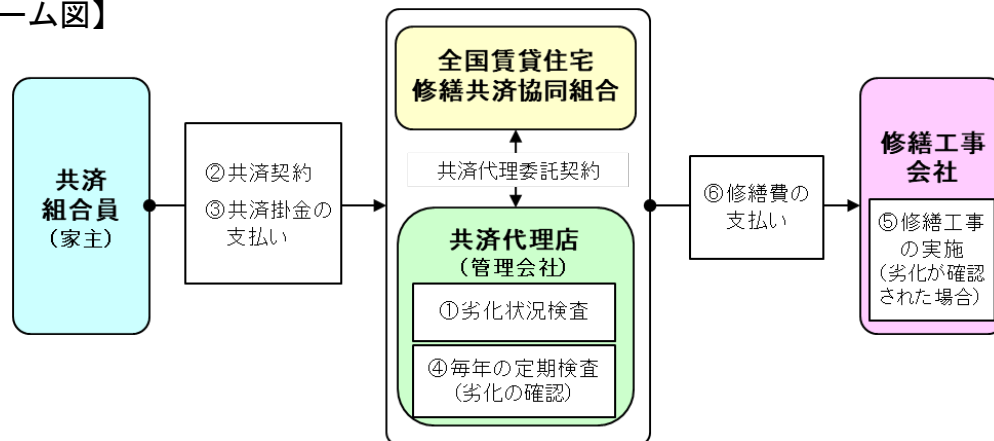 ーム図】
全国賃貸住宅
修繕共済協同組合
共済
組合員
（家主）
②共済契約
③共済掛金の
支払い
共済代理委託契約
共済代理店
（管理会社）
①劣化状況検査
④毎年の定期検査
（劣化の確認）
⑥修繕費の
支払い
修繕工事
会社
⑤修繕工事
の実施
（劣化が確認
された場合）